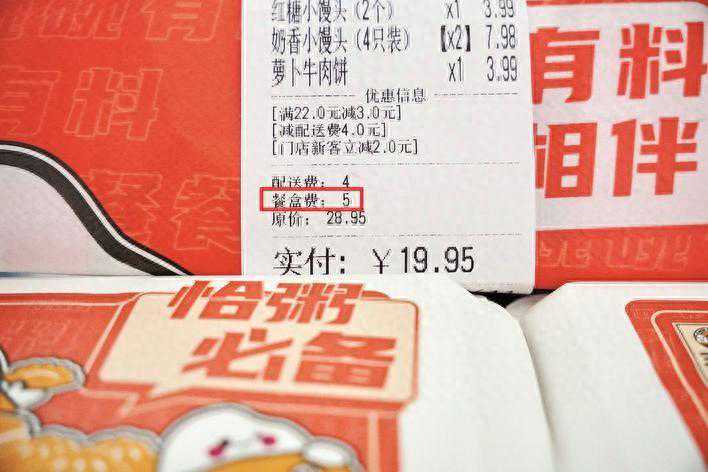 红糖小馒头(2个) x1 3.99
奶香小馒头(4只装) 【x2】 7.98
萝卜牛肉饼 x1 3.99
优惠信息
[满22.0元减3.0元]
[减配送费4.0元]
[门店新客立减2.0元]
配送费: 4
餐盒费: 5
原价: 28.95
实付: ¥19.95
有料
有料
相伴
恰粥
必备